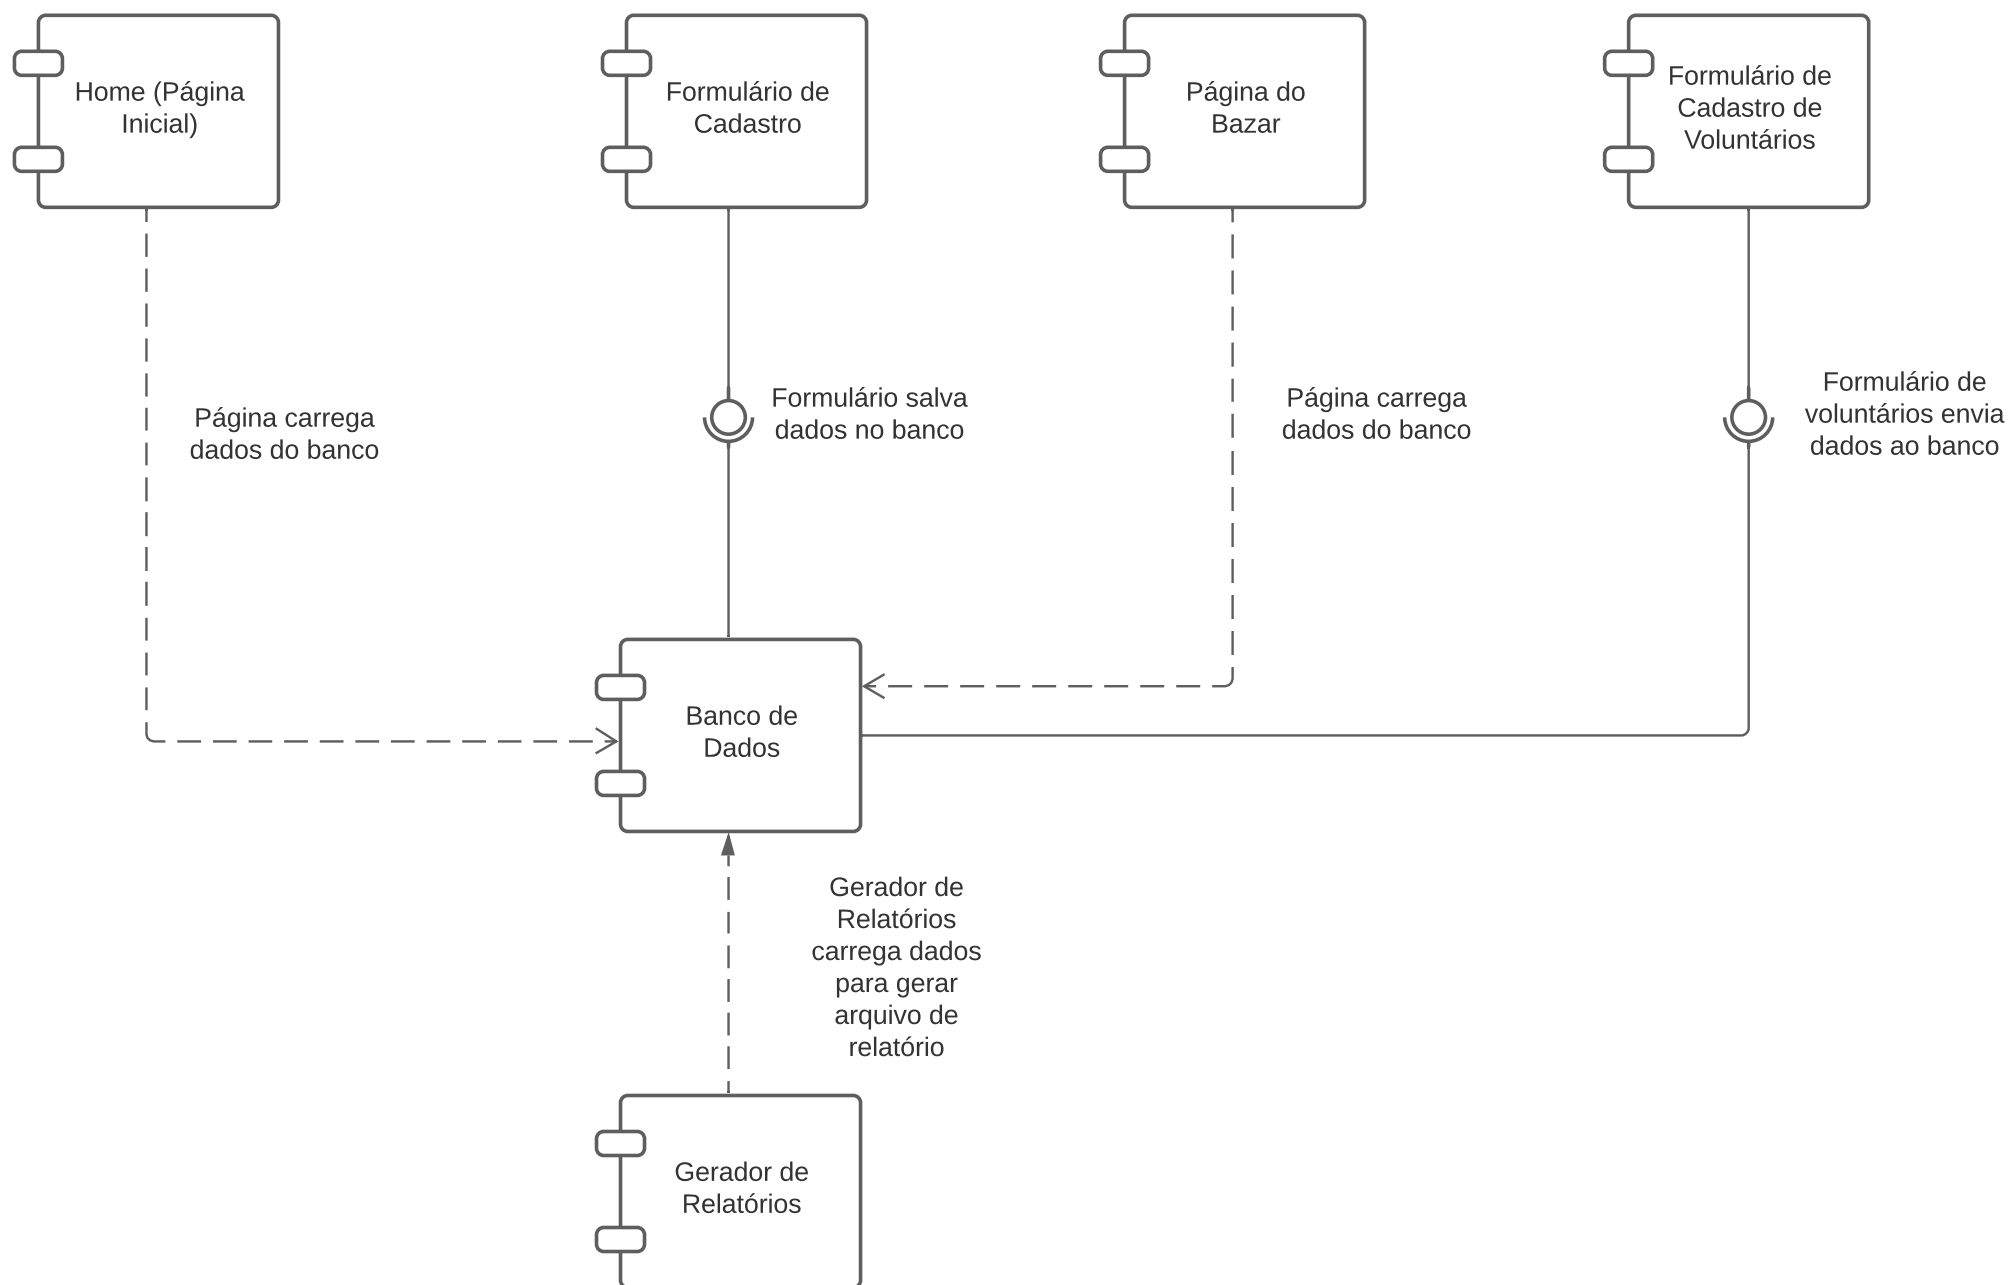 Home (Página
Inicial)
Formulário de
Cadastro
Página do
Bazar
Formulário de
Cadastro de
Voluntários
Página carrega
dados do banco
Formulário salva
dados no banco
Página carrega
dados do banco
Formulário de
voluntários envia
dados ao banco
Banco de
Dados
Gerador de
Relatórios
carrega dados
para gerar
arquivo de
relatório
Gerador de
Relatórios